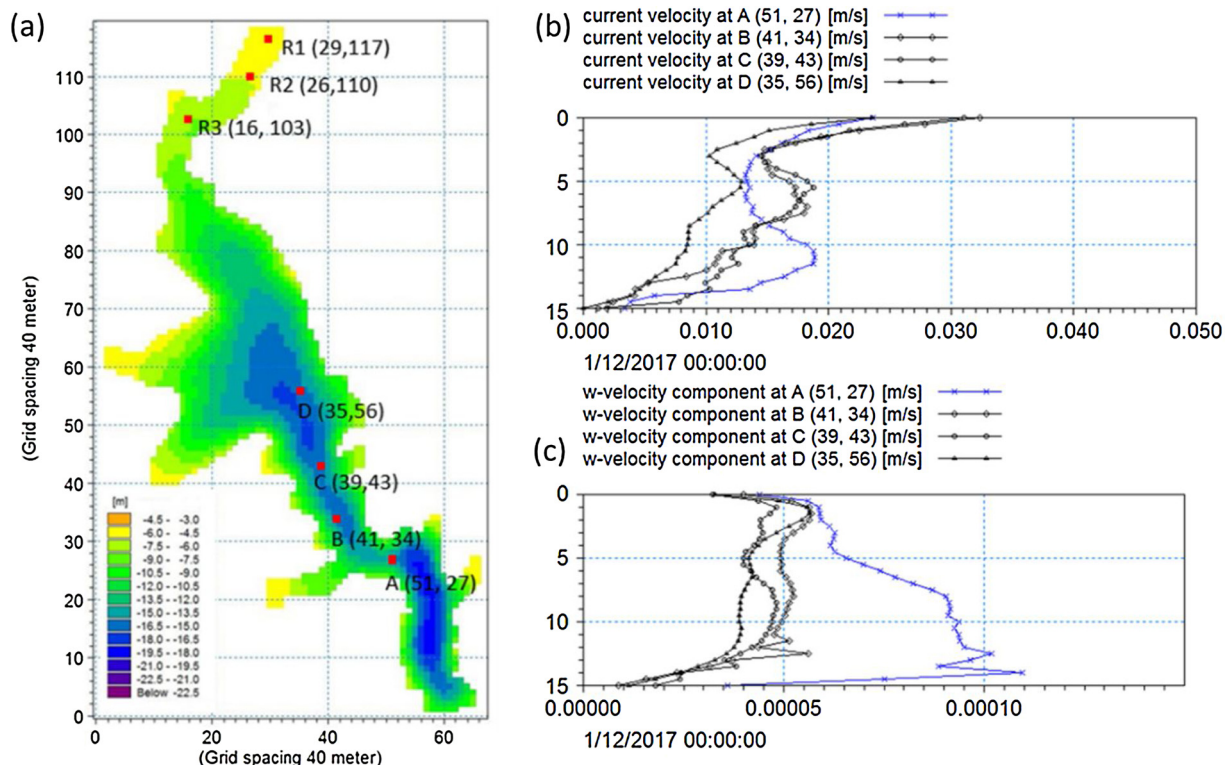 (a)
R1 (29,117)
R2 (26,110)
R3 (16, 103)
D (35,56)
C (39,43)
B (41, 34)
A (51, 27)
110
100
90
80
70
60
50
40
30
20
10
0
(Grid spacing 40 meter)
[m]
-4.5 - -3.0
-6.0 - -4.5
-7.5 - -6.0
-9.0 - -7.5
-10.5 - -9.0
-12.0 - -10.5
-13.5 - -12.0
-15.0 - -13.5
-16.5 - -15.0
-18.0 - -16.5
-19.5 - -18.0
-21.0 - -19.5
-22.5 - -21.0
Below -22.5
0 20 40 60
(Grid spacing 40 meter)
(b)
current velocity at A (51, 27) [m/s]
current velocity at B (41, 34) [m/s]
current velocity at C (39, 43) [m/s]
current velocity at D (35, 56) [m/s]
0
5
10
15
0.000 0.010 0.020 0.030 0.040 0.050
1/12/2017 00:00:00
(c)
w-velocity component at A (51, 27) [m/s]
w-velocity component at B (41, 34) [m/s]
w-velocity component at C (39, 43) [m/s]
w-velocity component at D (35, 56) [m/s]
0
5
10
15
0.00000 0.00005 0.00010
1/12/2017 00:00:00